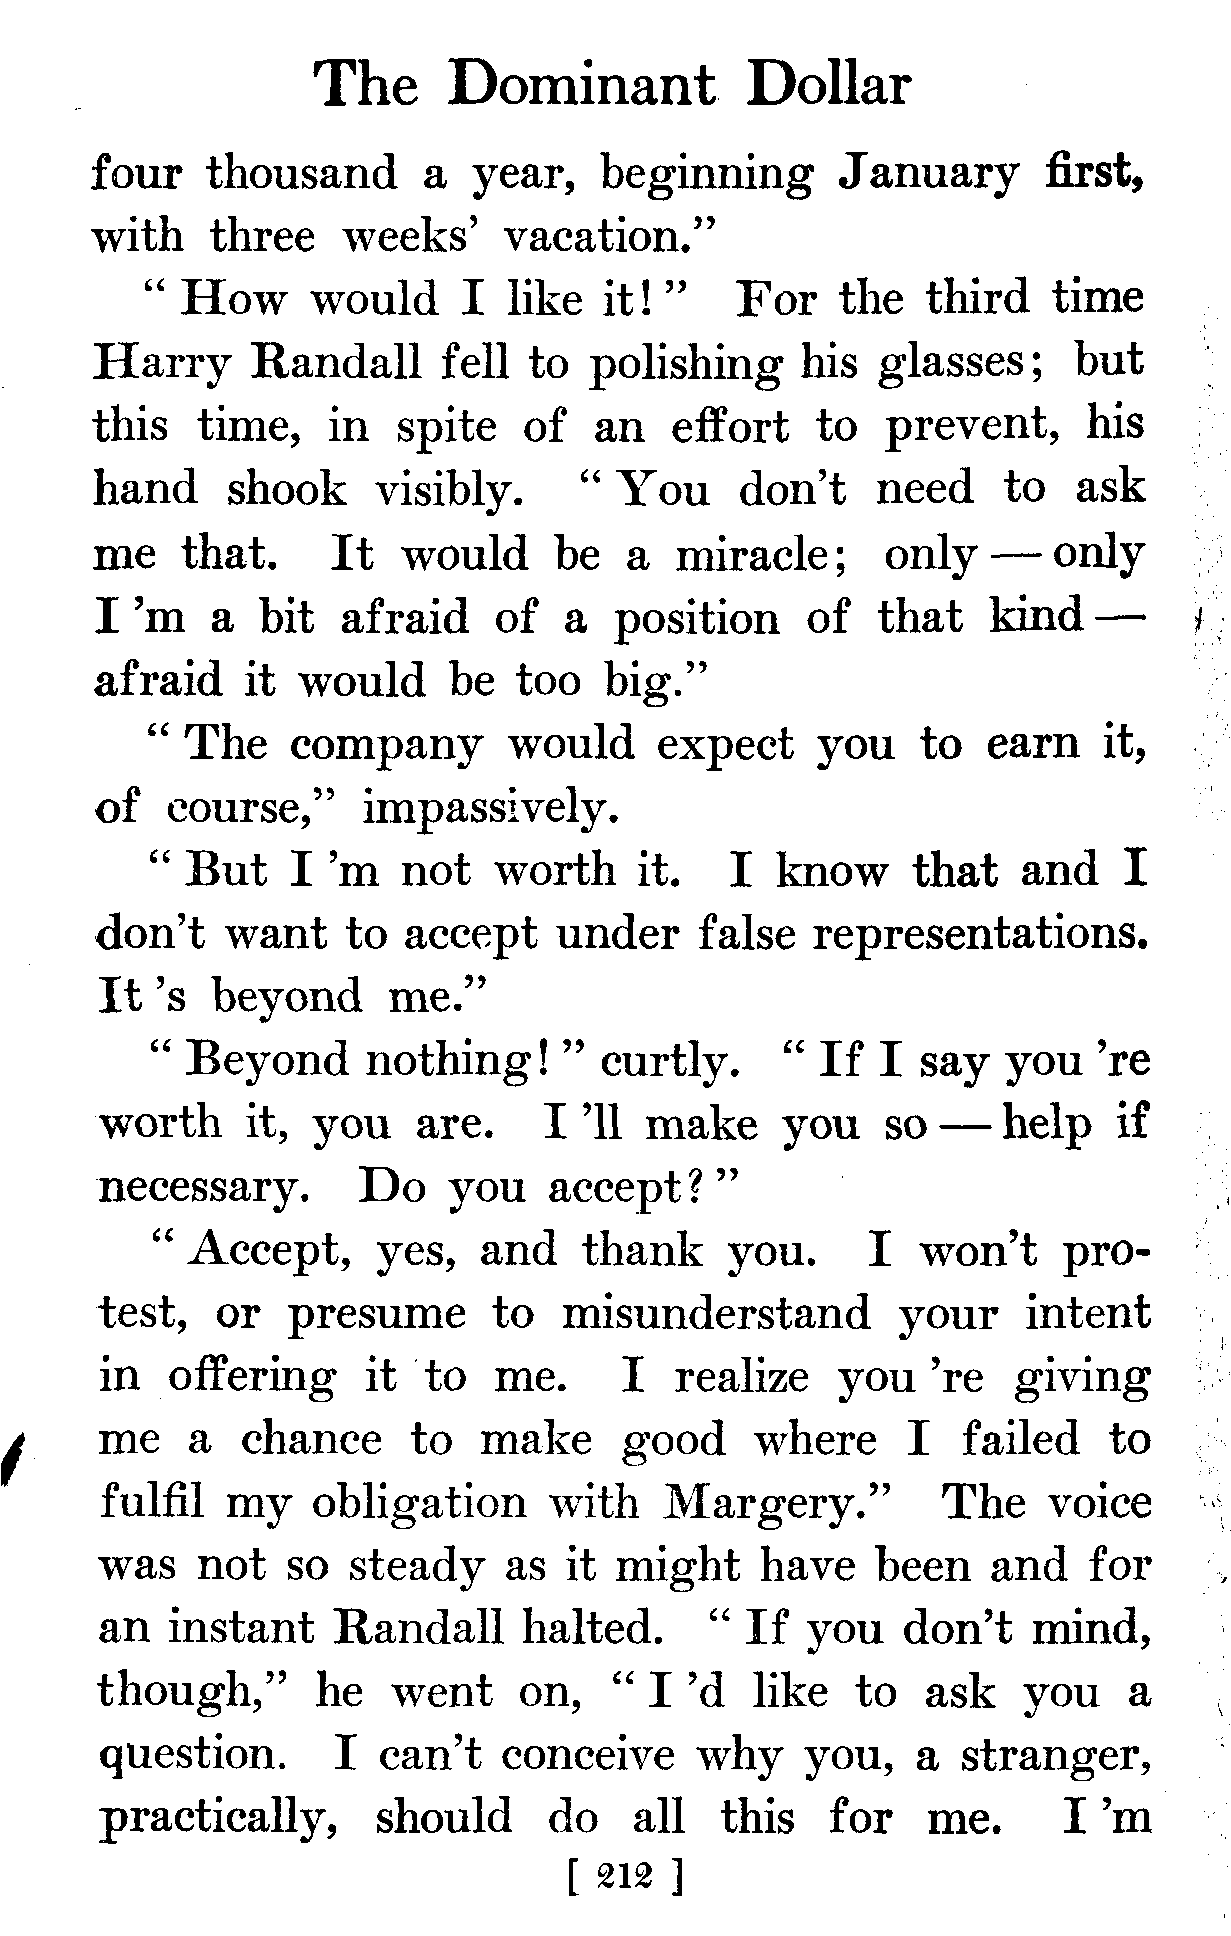 The Dominant Dollar
four thousand a year, beginning January first,
with three weeks’ vacation.”
“ How would I like it! ” For the third time
Harry Randall fell to polishing his glasses; but
this time, in spite of an effort to prevent, his
hand shook visibly. “ You don’t need to ask
me that. It would be a miracle; only — only
I ’m a bit afraid of a position of that kind —
afraid it would be too big.”
“ The company would expect you to earn it,
of course,” impassively.
“ But I ’m not worth it. I know that and I
don’t want to accept under false representations.
It ’s beyond me.”
“ Beyond nothing! ” curtly. “ If I say you ’re
worth it, you are. I ’ll make you so — help if
necessary. Do you accept? ”
“ Accept, yes, and thank you. I won’t pro-
test, or presume to misunderstand your intent
in offering it to me. I realize you ’re giving
me a chance to make good where I failed to
fulfil my obligation with Margery.” The voice
was not so steady as it might have been and for
an instant Randall halted. “ If you don’t mind,
though,” he went on, “ I ’d like to ask you a
question. I can’t conceive why you, a stranger,
practically, should do all this for me. I ’m
[ 212 ]